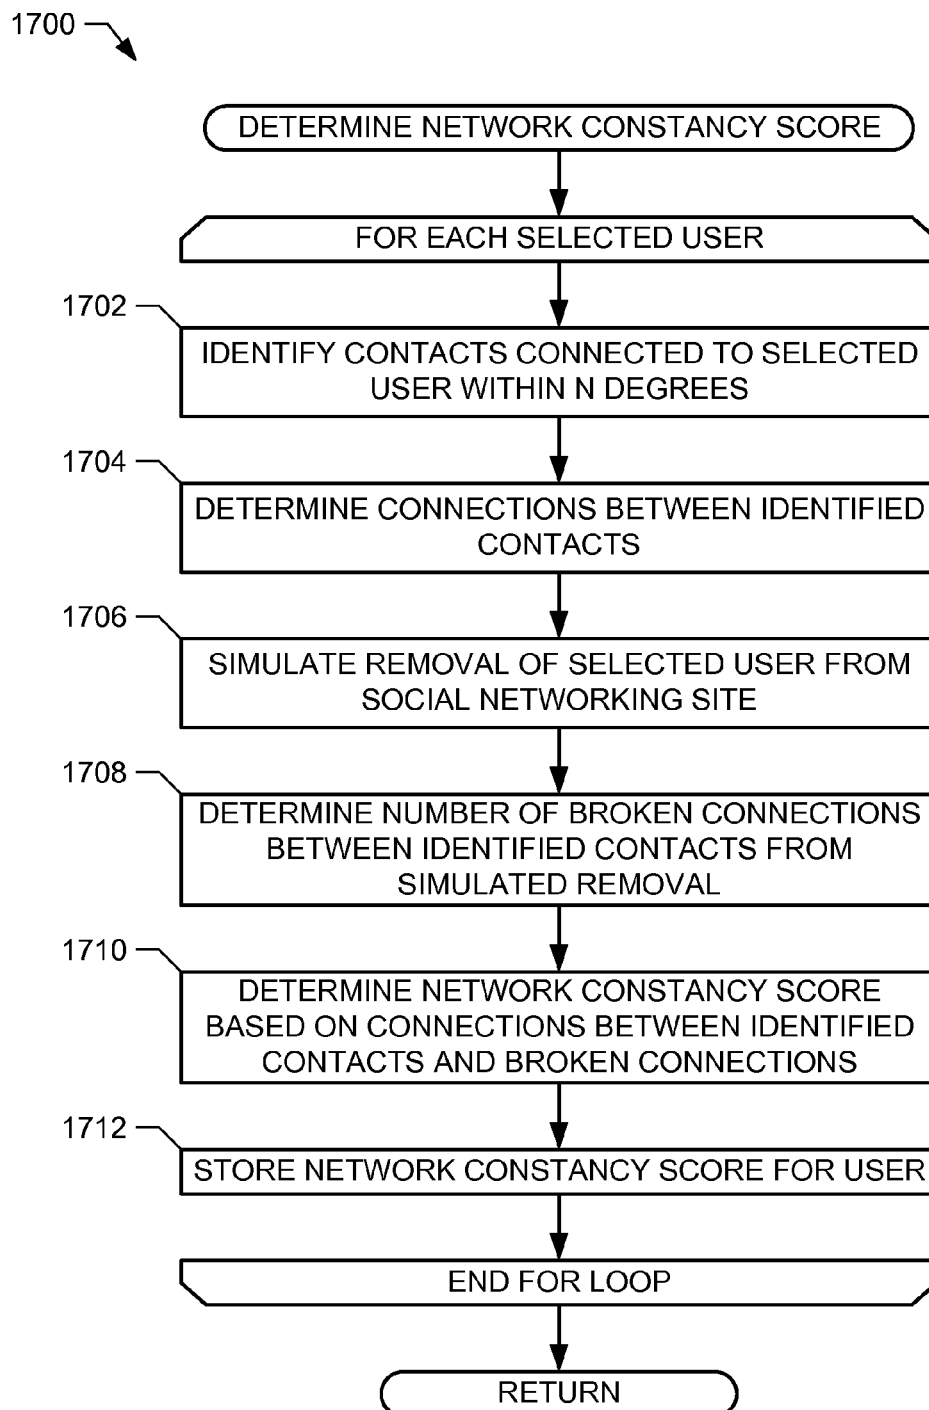 1700
DETERMINE NETWORK CONSTANCY SCORE
FOR EACH SELECTED USER
1702
IDENTIFY CONTACTS CONNECTED TO SELECTED
USER WITHIN N DEGREES
1704
DETERMINE CONNECTIONS BETWEEN IDENTIFIED
CONTACTS
1706
SIMULATE REMOVAL OF SELECTED USER FROM
SOCIAL NETWORKING SITE
1708
DETERMINE NUMBER OF BROKEN CONNECTIONS
BETWEEN IDENTIFIED CONTACTS FROM
SIMULATED REMOVAL
1710
DETERMINE NETWORK CONSTANCY SCORE
BASED ON CONNECTIONS BETWEEN IDENTIFIED
CONTACTS AND BROKEN CONNECTIONS
1712
STORE NETWORK CONSTANCY SCORE FOR USER
END FOR LOOP
RETURN